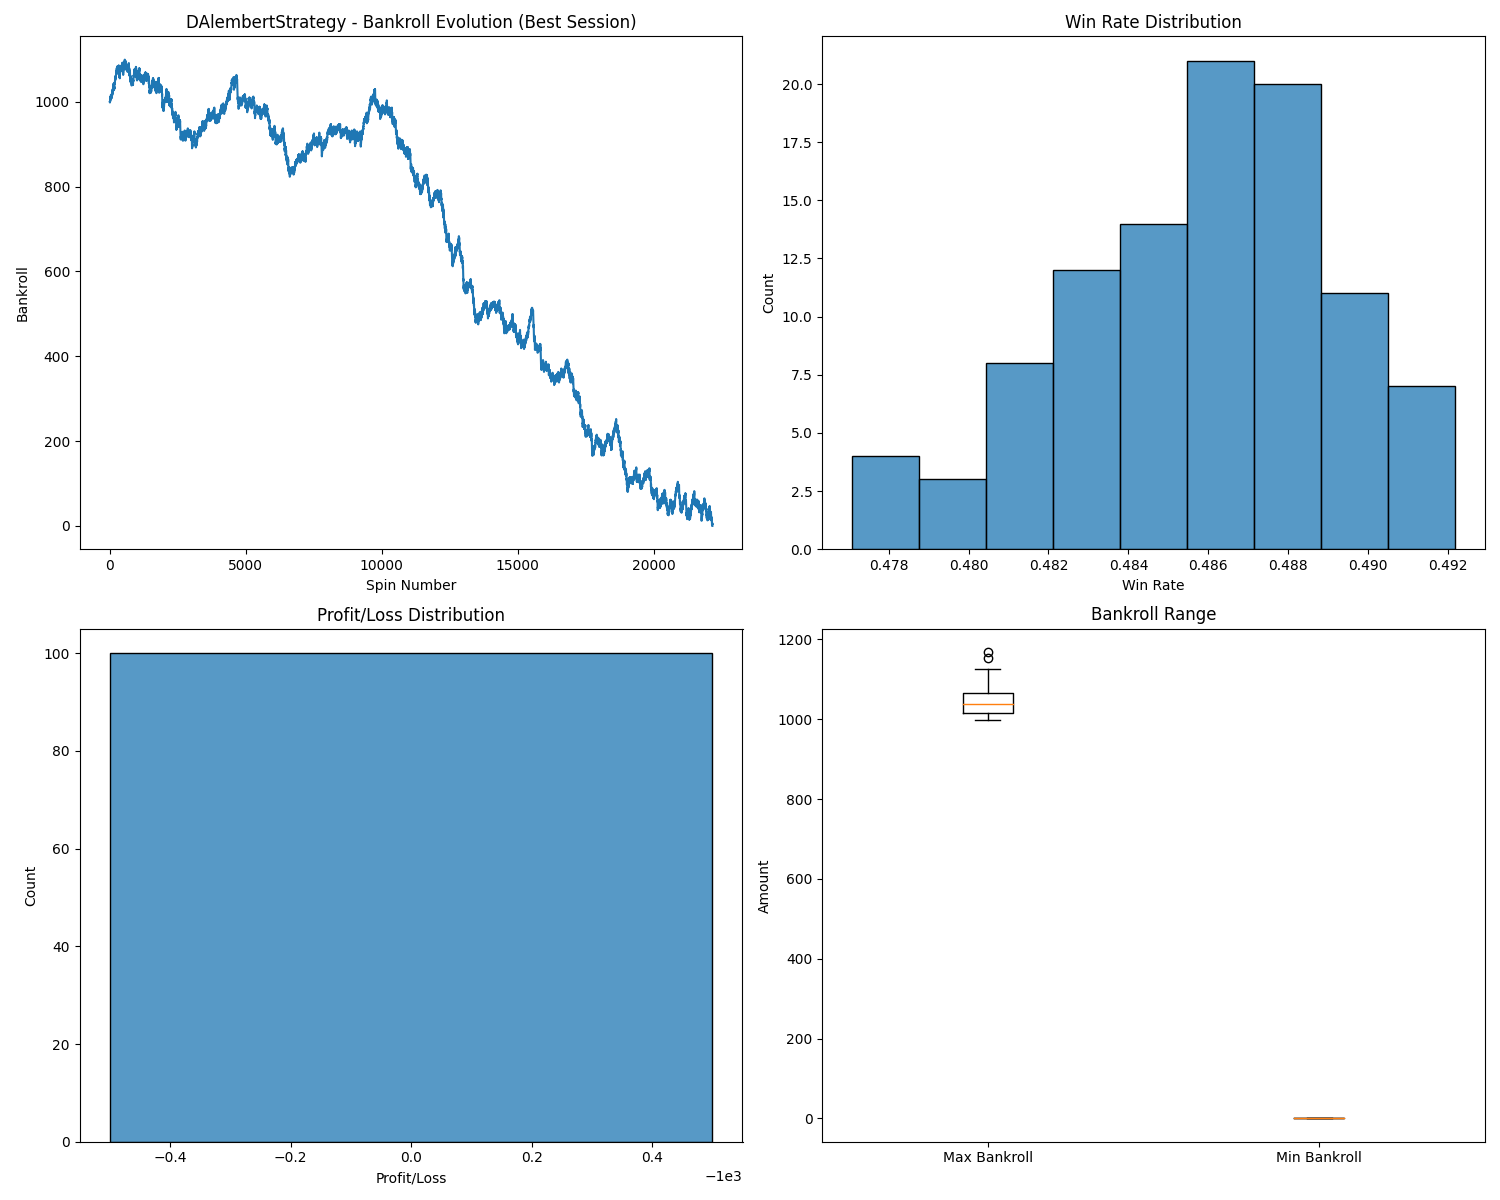 DAlembertStrategy - Bankroll Evolution (Best Session)
1000
800
600
400
200
0
Bankroll
0 5000 10000 15000 20000
Spin Number
Win Rate Distribution
20.0
17.5
15.0
12.5
10.0
7.5
5.0
2.5
0.0
Count
0.478 0.480 0.482 0.484 0.486 0.488 0.490 0.492
Win Rate
Profit/Loss Distribution
100
80
60
40
20
0
Count
−0.4 −0.2 0.0 0.2 0.4
Profit/Loss
−1e3
Bankroll Range
1200
1000
800
600
400
200
0
Amount
Max Bankroll Min Bankroll